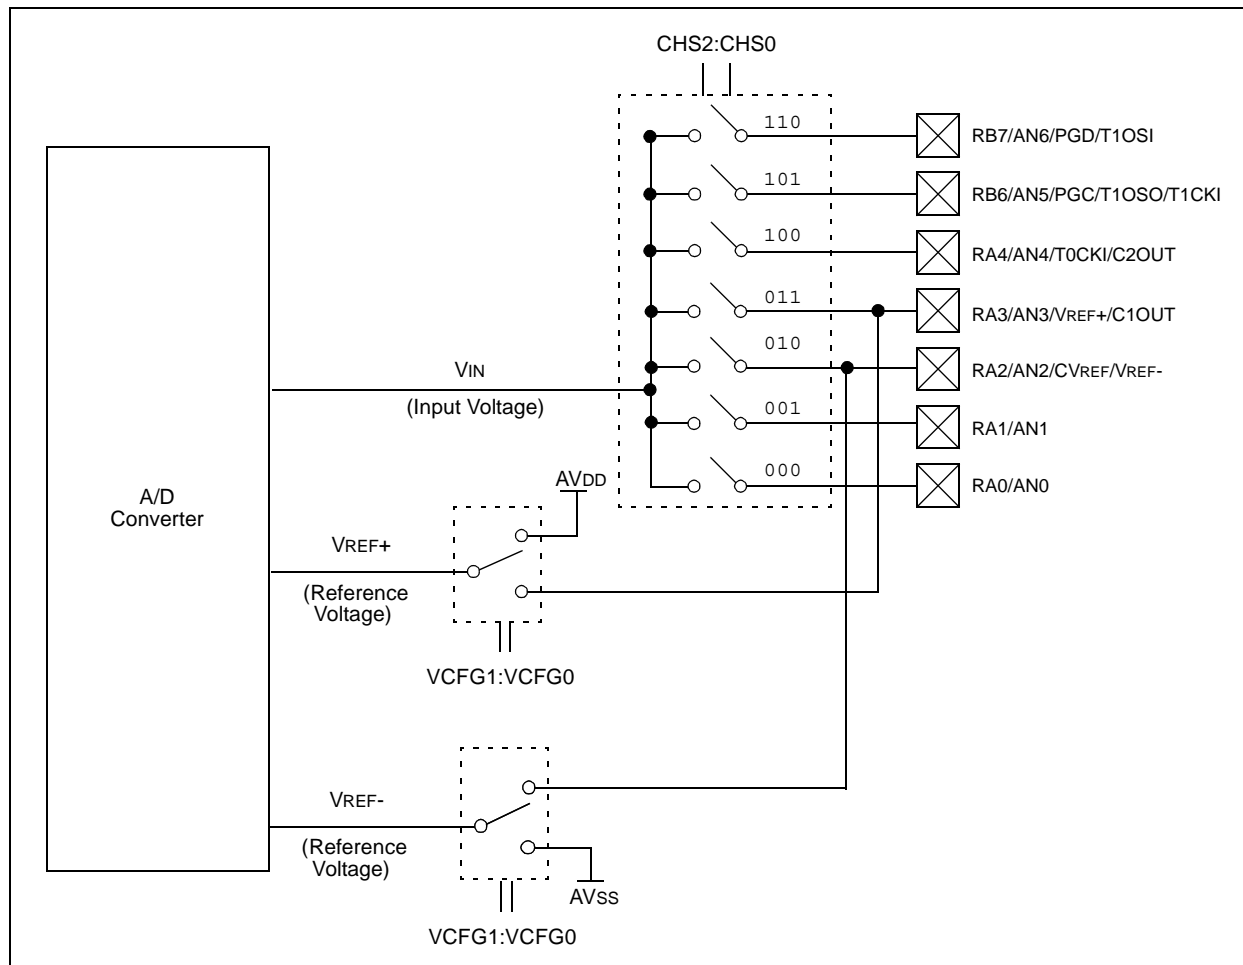 CHS2:CHS0
110
RB7/AN6/PGD/T1OSI
101
RB6/AN5/PGC/T1OSO/T1CKI
100
RA4/AN4/T0CKI/C2OUT
011
RA3/AN3/VREF+/C1OUT
010
RA2/AN2/CVREF/VREF-
VIN
(Input Voltage)
001
RA1/AN1
000
RA0/AN0
A/D
Converter
AVDD
VREF+
(Reference
Voltage)
VCFG1:VCFG0
VREF-
(Reference
Voltage)
AVSS
VCFG1:VCFG0